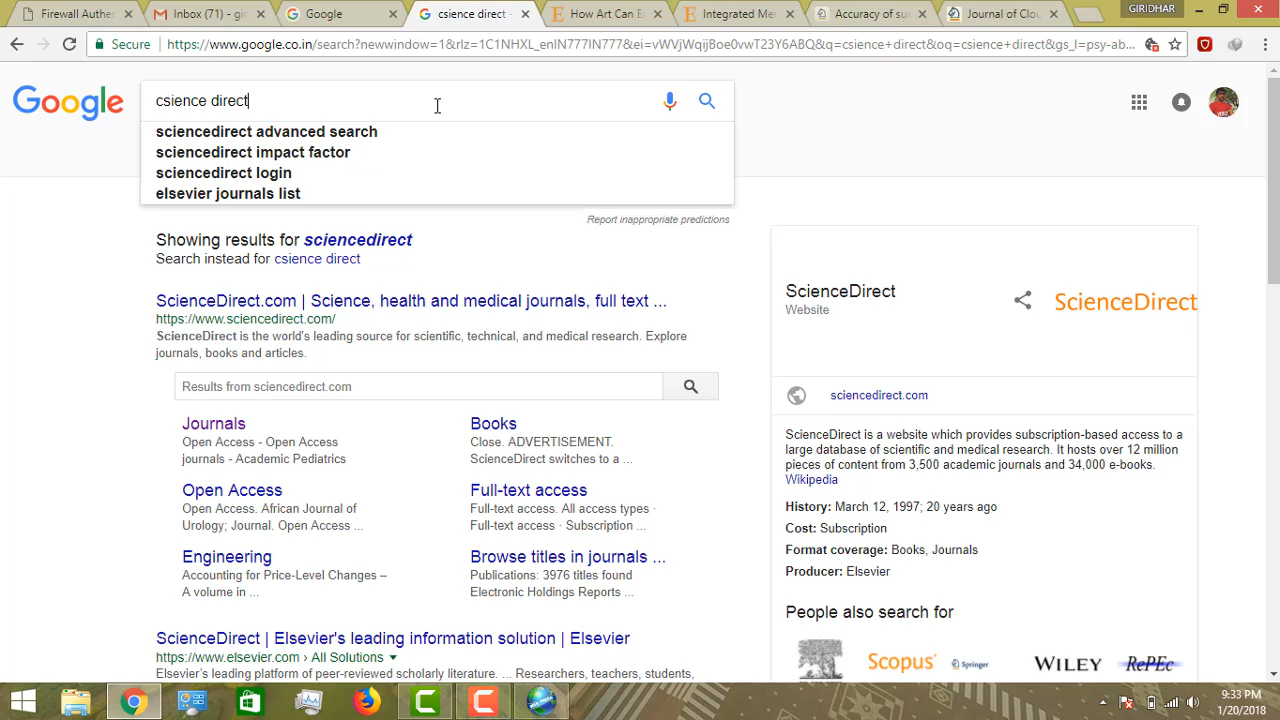 Firewall Authen
Inbox (71) - girid
Google
csience direct -
How Art Can Be
Integrated Mer
Accuracy of su
Journal of Clou
GIRIDHAR
Secure
https://www.google.co.in/search?newwindow=1&rlz=1C1NHXL_enIN777IN777&ei=vWVjWqijBoe0vwT23Y6ABQ&q=csience+direct&oq=csience+direct&gs_l=psy-ab...
Google
csience direct
sciencedirect advanced search
sciencedirect impact factor
sciencedirect login
elsevier journals list
Report inappropriate predictions
Showing results for sciencedirect
Search instead for csience direct
ScienceDirect.com | Science, health and medical journals, full text ...
https://www.sciencedirect.com/
ScienceDirect is the world's leading source for scientific, technical, and medical research. Explore
journals, books and articles.
Results from sciencedirect.com
Journals
Open Access - Open Access
journals - Academic Pediatrics
Books
Close. ADVERTISEMENT.
ScienceDirect switches to a ...
Open Access
Open Access. African Journal of
Urology; Journal. Open Access ...
Full-text access
Full-text access. All access types ·
Full-text access · Subscription ...
Engineering
Accounting for Price-Level Changes –
A volume in ...
Browse titles in journals ...
Publications: 3976 titles found
Electronic Holdings Reports ...
ScienceDirect | Elsevier's leading information solution | Elsevier
https://www.elsevier.com › All Solutions
Elsevier's leading platform of peer-reviewed scholarly literature. ... Researchers, teachers, students,
ScienceDirect
Website
ScienceDirect
sciencedirect.com
ScienceDirect is a website which provides subscription-based access to a
large database of scientific and medical research. It hosts over 12 million
pieces of content from 3,500 academic journals and 34,000 e-books.
Wikipedia
History: March 12, 1997; 20 years ago
Cost: Subscription
Format coverage: Books, Journals
Producer: Elsevier
People also search for
Scopus
Springer
WILEY
RePEc
9:33 PM
1/20/2018